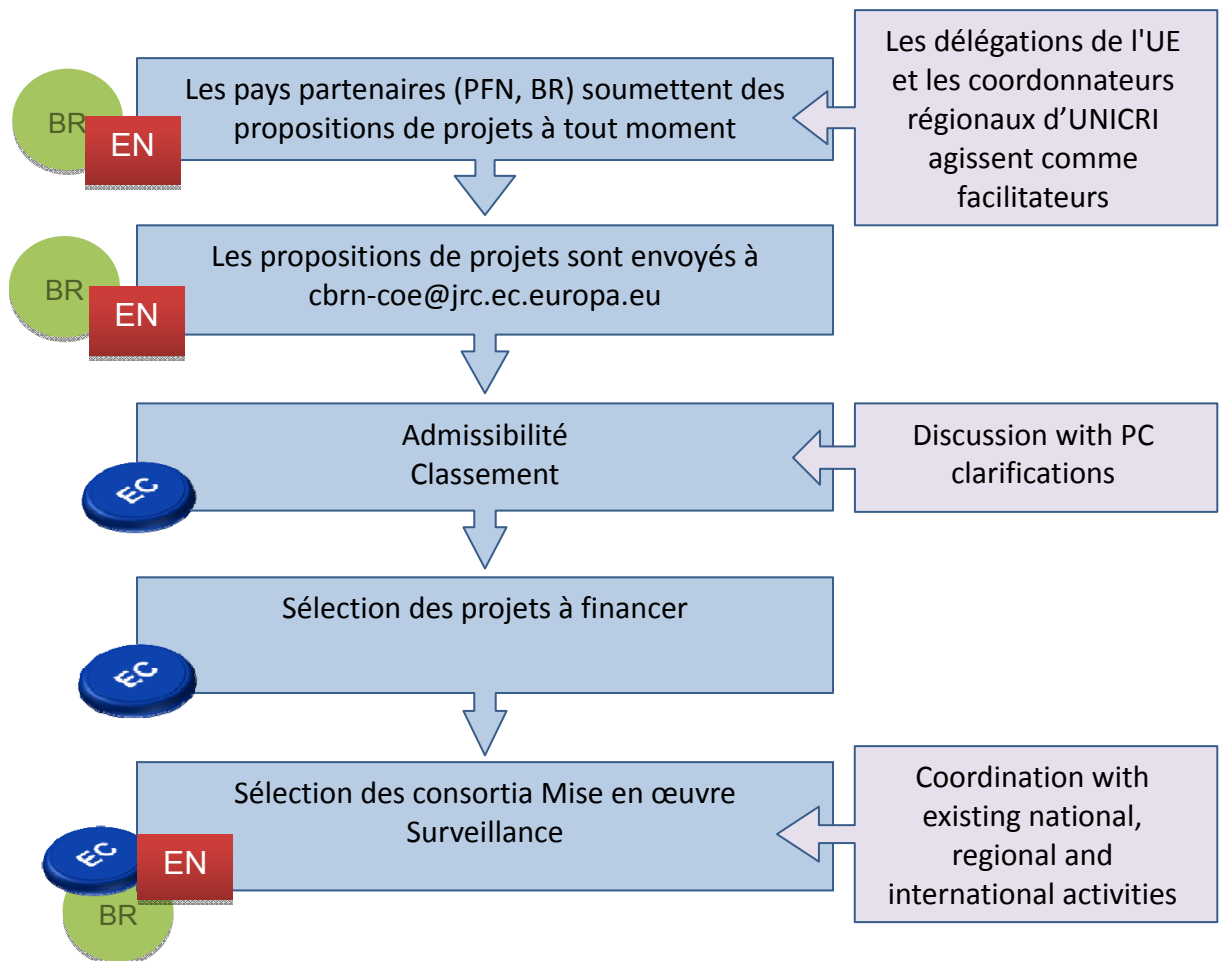 BR
EN
Les pays partenaires (PFN, BR) soumettent des
propositions de projets à tout moment
Les délégations de l'UE
et les coordonnateurs
régionaux d’UNICRI
agissent comme
facilitateurs
BR
EN
Les propositions de projets sont envoyés à
cbrn-coe@jrc.ec.europa.eu
EC
Admissibilité
Classement
Discussion with PC
clarifications
EC
Sélection des projets à financer
EC
EN
BR
Sélection des consortia Mise en œuvre
Surveillance
Coordination with
existing national,
regional and
international activities